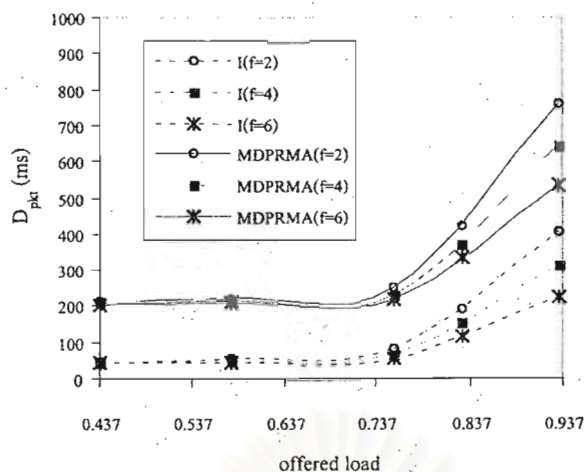 1000
900
800
700
600
500
400
300
200
100
0
D_pkt (ms)
I(f=2)
I(f=4)
I(f=6)
MDPRMA(f=2)
MDPRMA(f=4)
MDPRMA(f=6)
0.437 0.537 0.637 0.737 0.837 0.937
offered load